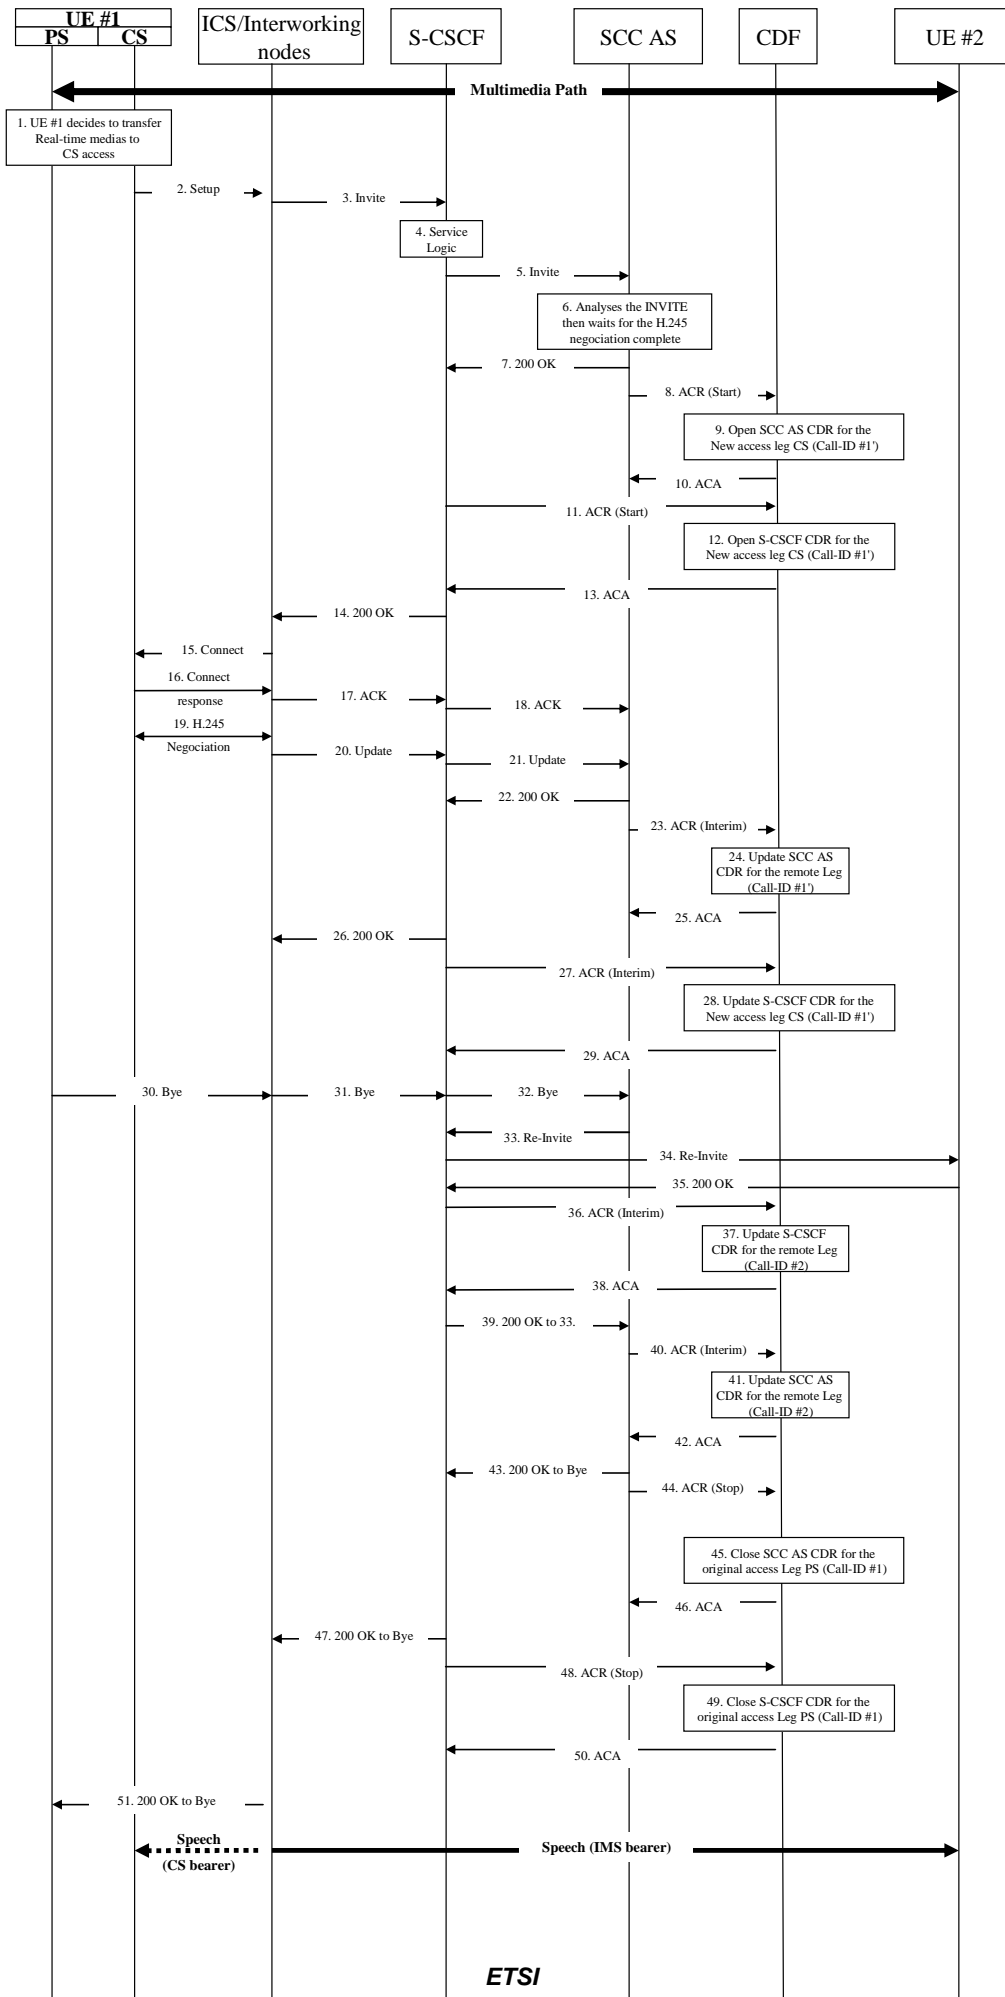 UE #1
PS CS
ICS/Interworking
nodes
S-CSCF
SCC AS
CDF
UE #2
Multimedia Path
1. UE #1 decides to transfer
Real-time medias to
CS access
2. Setup
3. Invite
4. Service
Logic
5. Invite
6. Analyses the INVITE
then waits for the H.245
negociation complete
7. 200 OK
8. ACR (Start)
9. Open SCC AS CDR for the
New access leg CS (Call-ID #1')
10. ACA
11. ACR (Start)
12. Open S-CSCF CDR for the
New access leg CS (Call-ID #1')
13. ACA
14. 200 OK
15. Connect
16. Connect
response
17. ACK
18. ACK
19. H.245
Negociation
20. Update
21. Update
22. 200 OK
23. ACR (Interim)
24. Update SCC AS
CDR for the remote Leg
(Call-ID #1')
25. ACA
26. 200 OK
27. ACR (Interim)
28. Update S-CSCF CDR for the
New access leg CS (Call-ID #1')
29. ACA
30. Bye
31. Bye
32. Bye
33. Re-Invite
34. Re-Invite
35. 200 OK
36. ACR (Interim)
37. Update S-CSCF
CDR for the remote Leg
(Call-ID #2)
38. ACA
39. 200 OK to 33.
40. ACR (Interim)
41. Update SCC AS
CDR for the remote Leg
(Call-ID #2)
42. ACA
43. 200 OK to Bye
44. ACR (Stop)
45. Close SCC AS CDR for the
original access Leg PS (Call-ID #1)
46. ACA
47. 200 OK to Bye
48. ACR (Stop)
49. Close S-CSCF CDR for the
original access Leg PS (Call-ID #1)
50. ACA
51. 200 OK to Bye
Speech
(CS bearer)
Speech (IMS bearer)
ETSI